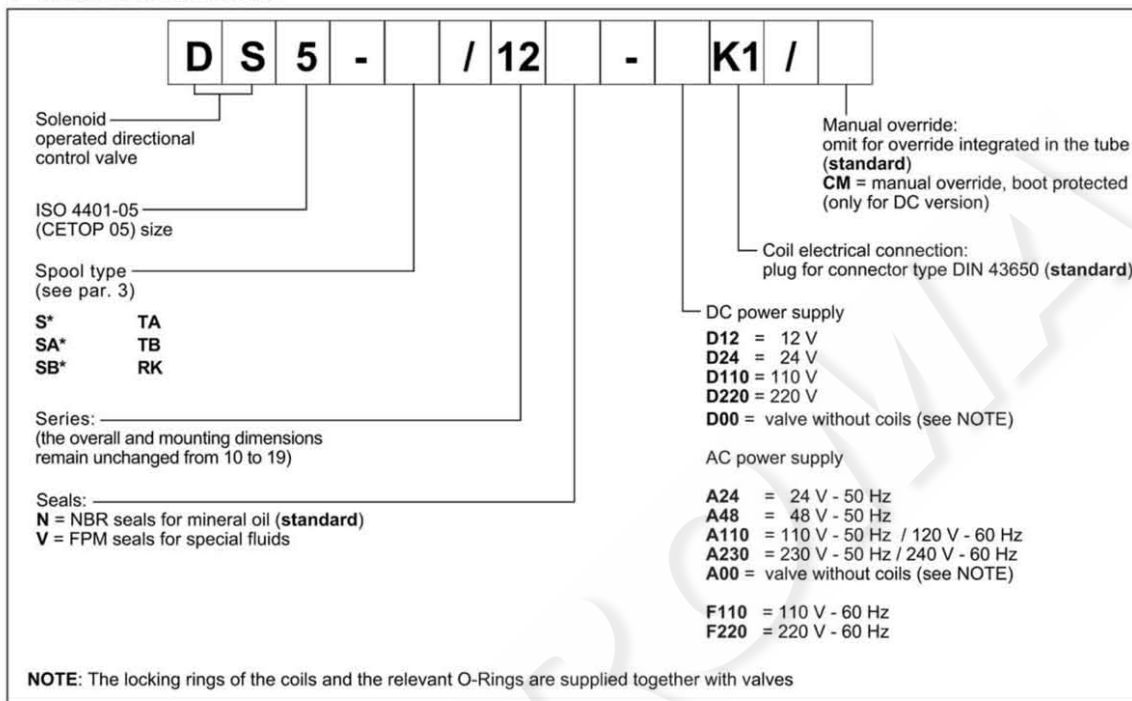 D S 5 - / 12 - K1 /
Solenoid
operated directional
control valve
ISO 4401-05
(CETOP 05) size
Spool type
(see par. 3)
S* TA
SA* TB
SB* RK
Series:
(the overall and mounting dimensions
remain unchanged from 10 to 19)
Seals:
N = NBR seals for mineral oil (standard)
V = FPM seals for special fluids
Manual override:
omit for override integrated in the tube
(standard)
CM = manual override, boot protected
(only for DC version)
Coil electrical connection:
plug for connector type DIN 43650 (standard)
DC power supply
D12 = 12 V
D24 = 24 V
D110 = 110 V
D220 = 220 V
D00 = valve without coils (see NOTE)
AC power supply
A24 = 24 V - 50 Hz
A48 = 48 V - 50 Hz
A110 = 110 V - 50 Hz / 120 V - 60 Hz
A230 = 230 V - 50 Hz / 240 V - 60 Hz
A00 = valve without coils (see NOTE)
F110 = 110 V - 60 Hz
F220 = 220 V - 60 Hz
NOTE: The locking rings of the coils and the relevant O-Rings are supplied together with valves